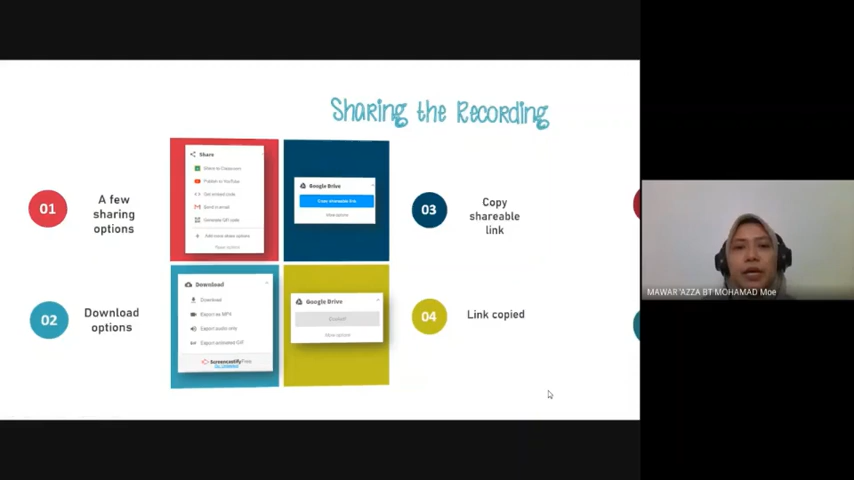 Sharing the Recording
01
A few
sharing
options
Share
Share to Classroom
Publish to YouTube
Get embed code
Send in email
Generate QR code
Add more share options
Google Drive
Copy shareable link
More options
03
Copy
shareable
link
02
Download
options
Download
Download
Export as MP4
Export audio only
Export animated GIF
Screencastify Free
Google Drive
Copied!
More options
04
Link copied
MAWAR 'AZZA BT MOHAMAD Moe